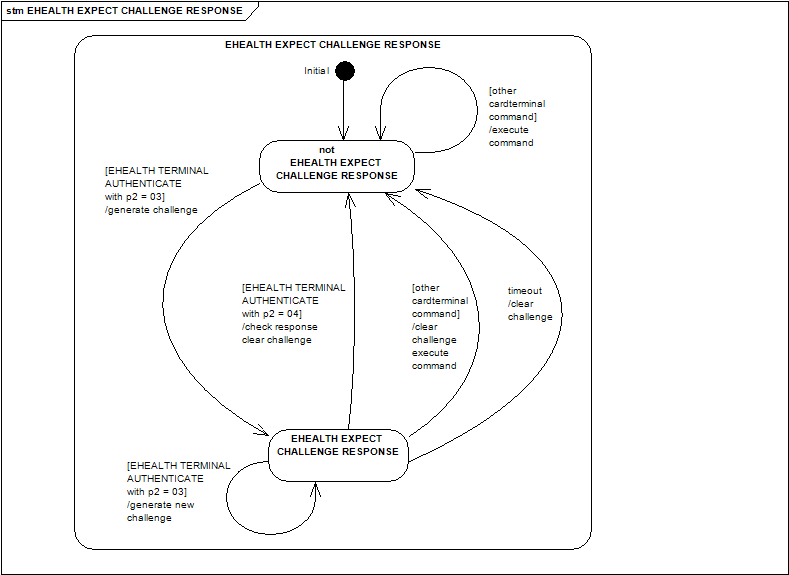 stm EHEALTH EXPECT CHALLENGE RESPONSE
EHEALTH EXPECT CHALLENGE RESPONSE
Initial
[other
cardterminal
command]
/execute
command
not
EHEALTH EXPECT
CHALLENGE RESPONSE
[EHEALTH TERMINAL
AUTHENTICATE
with p2 = 03]
/generate challenge
[EHEALTH TERMINAL
AUTHENTICATE
with p2 = 04]
/check response
clear challenge
[other
cardterminal
command]
/clear
challenge
execute
command
timeout
/clear
challenge
EHEALTH EXPECT
CHALLENGE RESPONSE
[EHEALTH TERMINAL
AUTHENTICATE
with p2 = 03]
/generate new
challenge